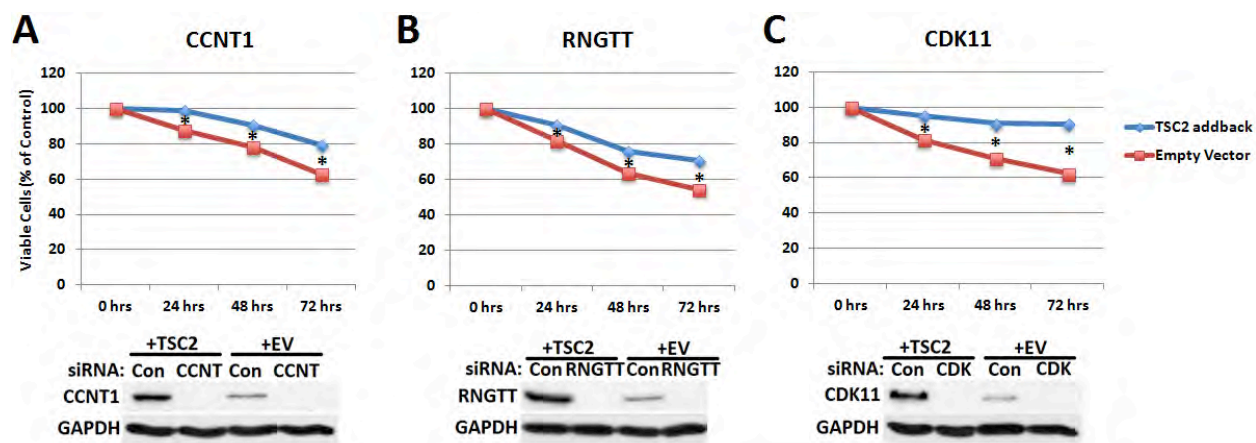 A
CCNT1
Viable Cells (% of Control)
120
100
80
60
40
20
0
*
*
*
0 hrs 24 hrs 48 hrs 72 hrs
+TSC2 +EV
siRNA: Con CCNT Con CCNT
CCNT1
GAPDH
B
RNGTT
120
100
80
60
40
20
0
*
*
*
0 hrs 24 hrs 48 hrs 72 hrs
+TSC2 +EV
siRNA: Con RNGTT Con RNGTT
RNGTT
GAPDH
C
CDK11
120
100
80
60
40
20
0
*
*
*
0 hrs 24 hrs 48 hrs 72 hrs
+TSC2 +EV
siRNA: Con CDK Con CDK
CDK11
GAPDH
TSC2 addback
Empty Vector